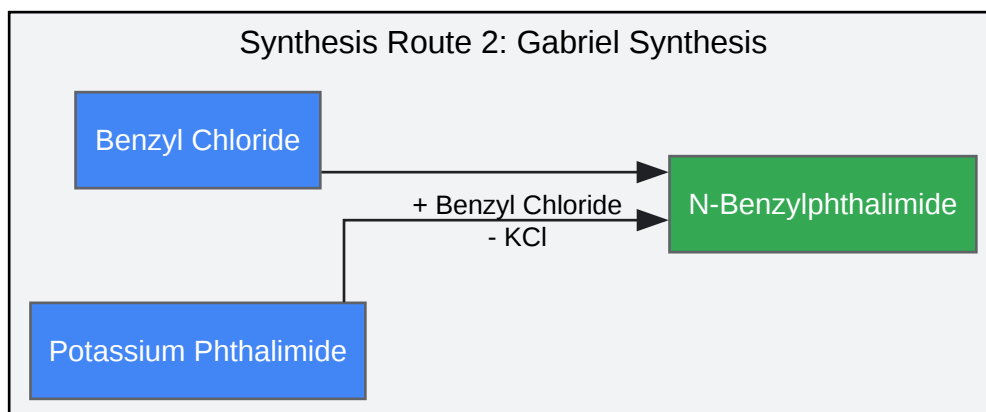 Synthesis Route 2: Gabriel Synthesis
Benzyl Chloride
N-Benzylphthalimide
+ Benzyl Chloride
- KCl
Potassium Phthalimide